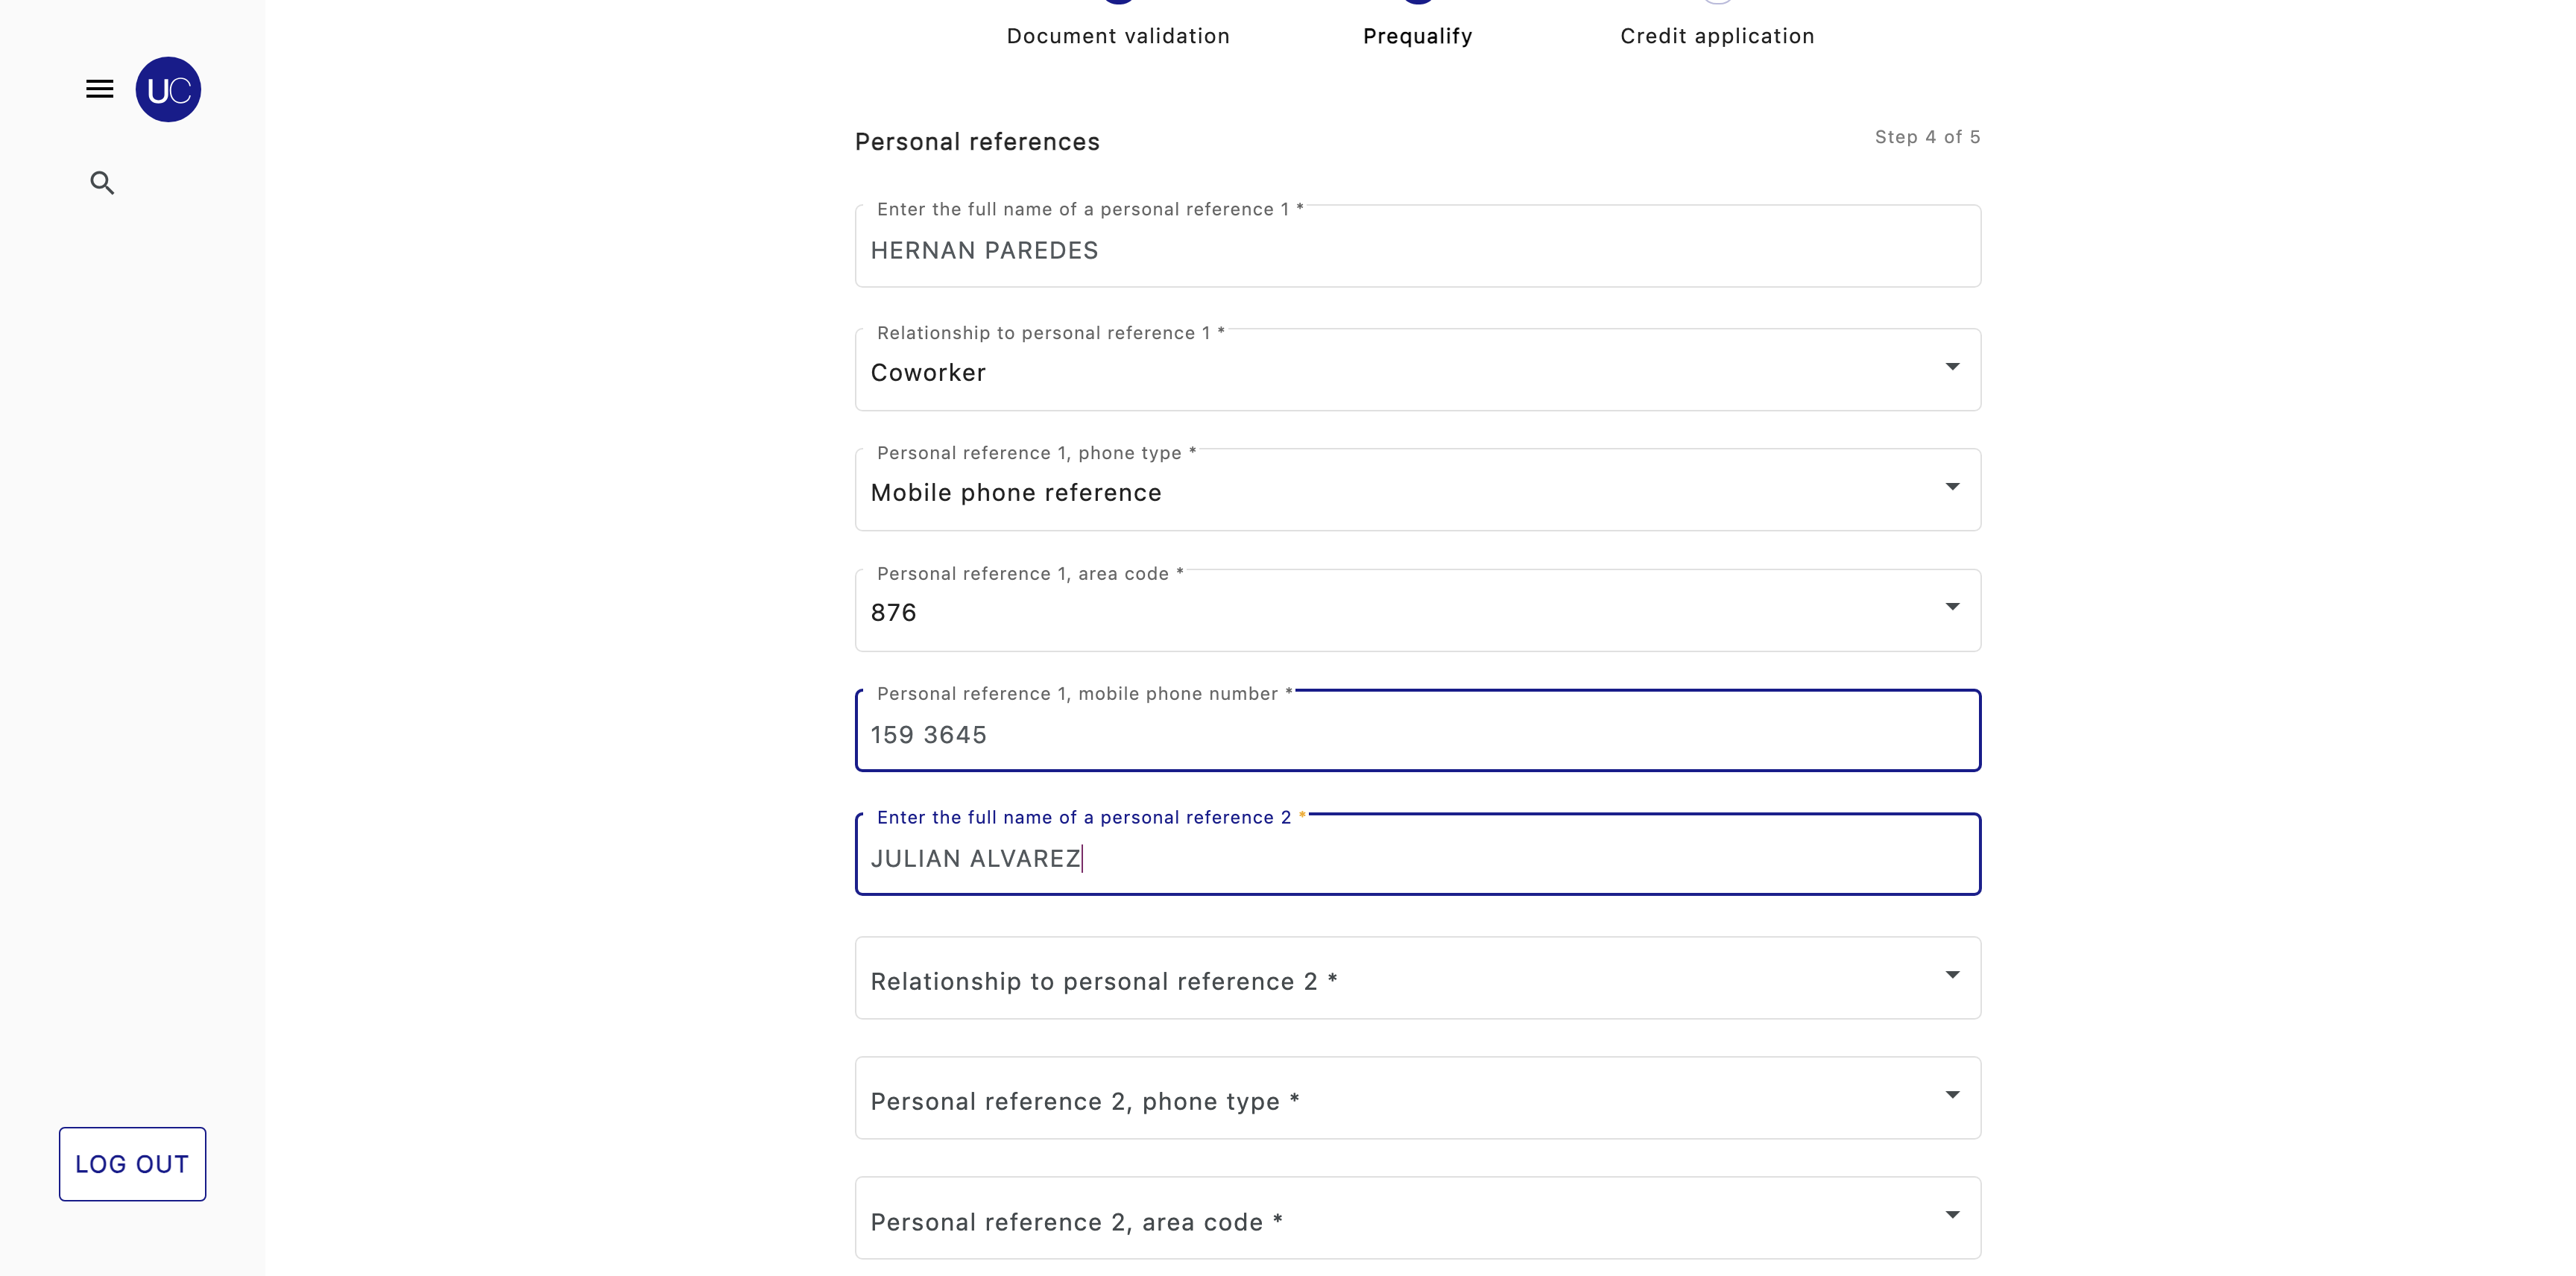 Document validation
Prequalify
Credit application
UC
Personal references
Step 4 of 5
Enter the full name of a personal reference 1 *
HERNAN PAREDES
Relationship to personal reference 1 *
Coworker
Personal reference 1, phone type *
Mobile phone reference
Personal reference 1, area code *
876
Personal reference 1, mobile phone number *
159 3645
Enter the full name of a personal reference 2 *
JULIAN ALVAREZ
Relationship to personal reference 2 *
Personal reference 2, phone type *
Personal reference 2, area code *
LOG OUT